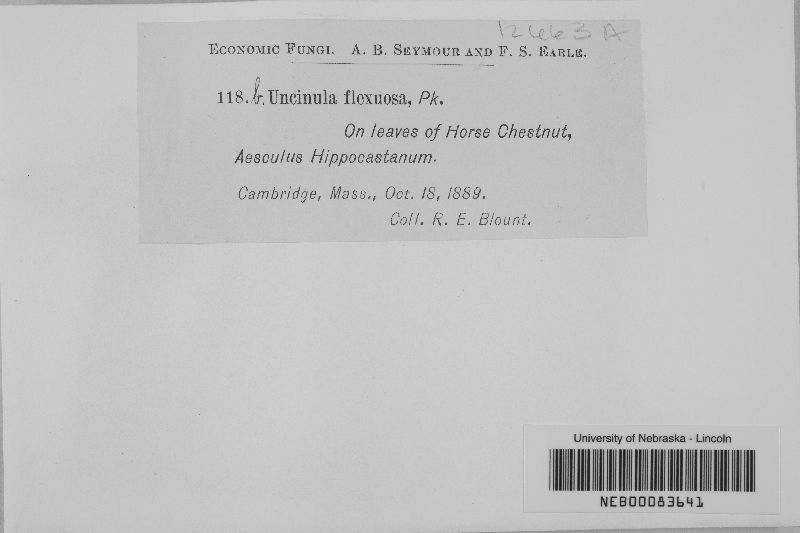 12663 A
Economic Fungi. A. B. Seymour and F. S. Earle.
118. b. Uncinula flexuosa, Pk.
On leaves of Horse Chestnut,
Aesculus Hippocastanum.
Cambridge, Mass., Oct. 18, 1889.
Coll. R. E. Blount.
University of Nebraska - Lincoln
NEB00083641